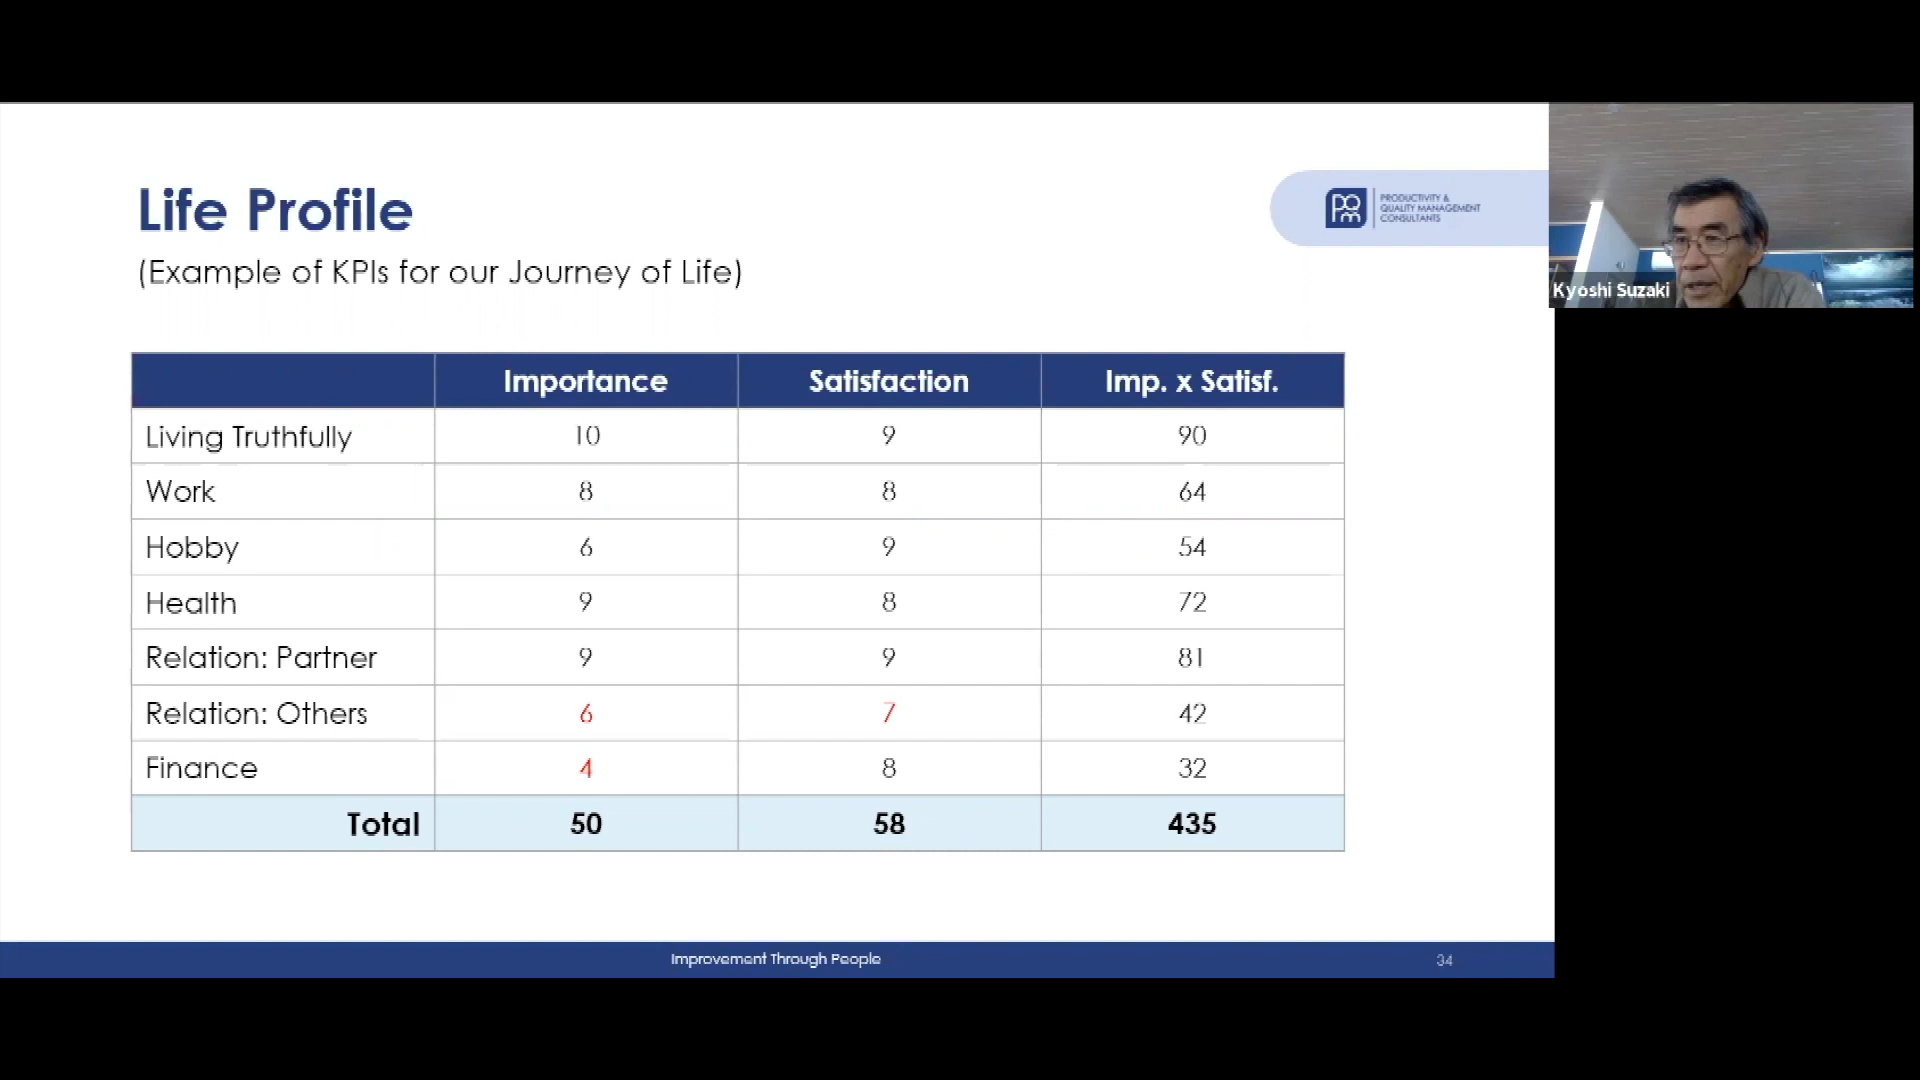 Life Profile
(Example of KPIs for our Journey of Life)
PRODUCTIVITY &
QUALITY MANAGEMENT
CONSULTANTS
Kyoshi Suzaki
Importance Satisfaction Imp. x Satisf.
Living Truthfully 10 9 90
Work 8 8 64
Hobby 6 9 54
Health 9 8 72
Relation: Partner 9 9 81
Relation: Others 6 7 42
Finance 4 8 32
Total 50 58 435
Improvement Through People 34